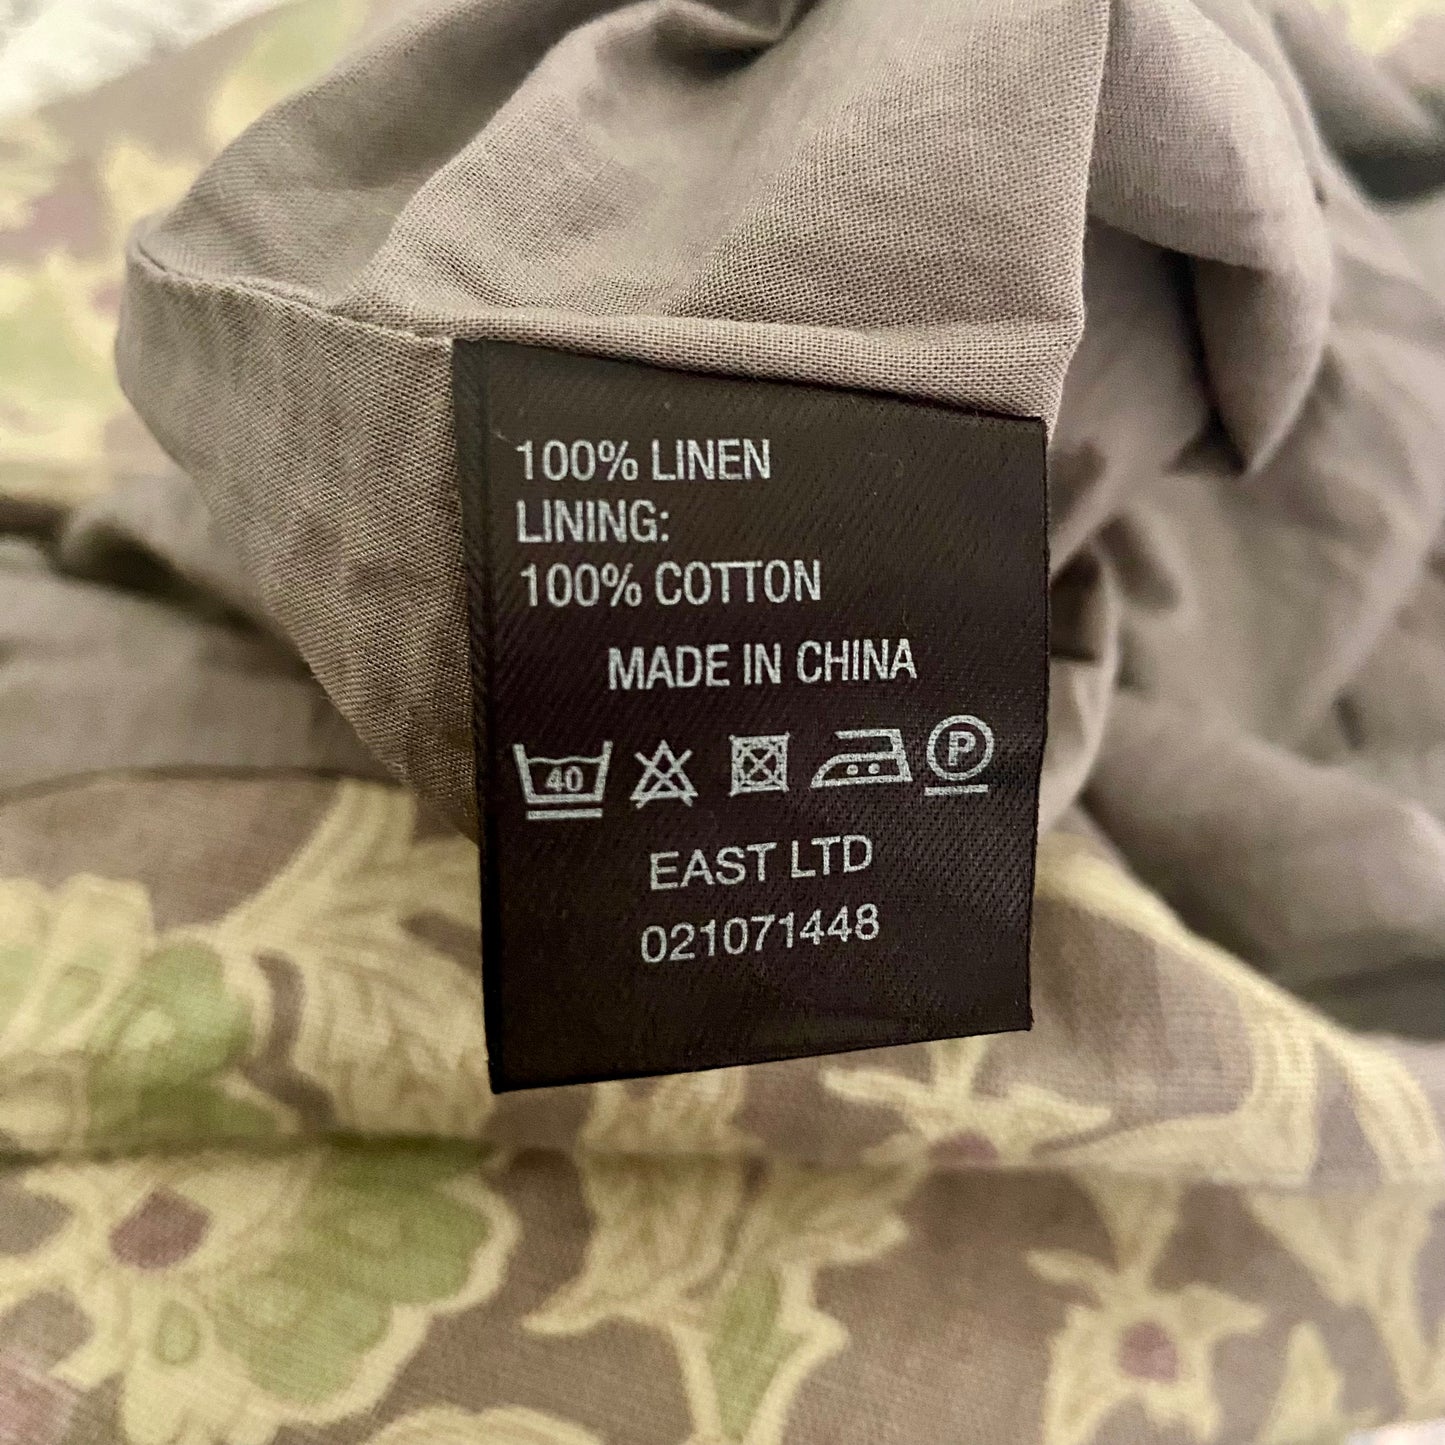 100% LINEN
LINING:
100% COTTON
MADE IN CHINA
40 P
EAST LTD
021071448